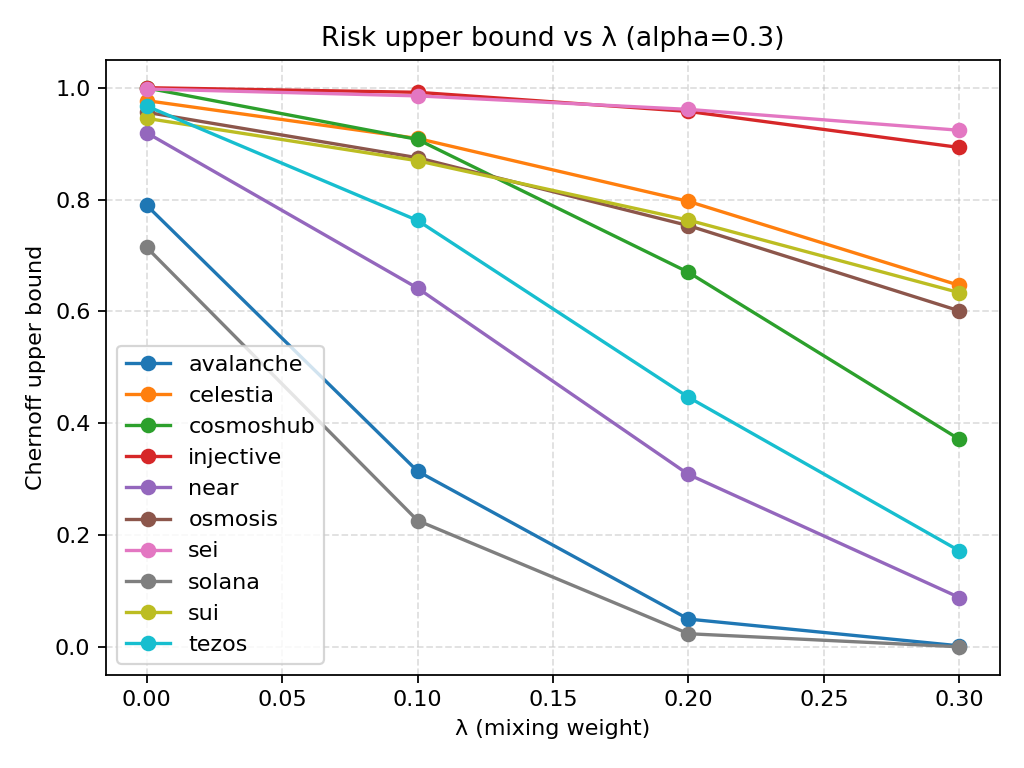 Risk upper bound vs λ (alpha=0.3)
Chernoff upper bound
1.0
0.8
0.6
0.4
0.2
0.0
avalanche
celestia
cosmoshub
injective
near
osmosis
sei
solana
sui
tezos
0.00 0.05 0.10 0.15 0.20 0.25 0.30
λ (mixing weight)